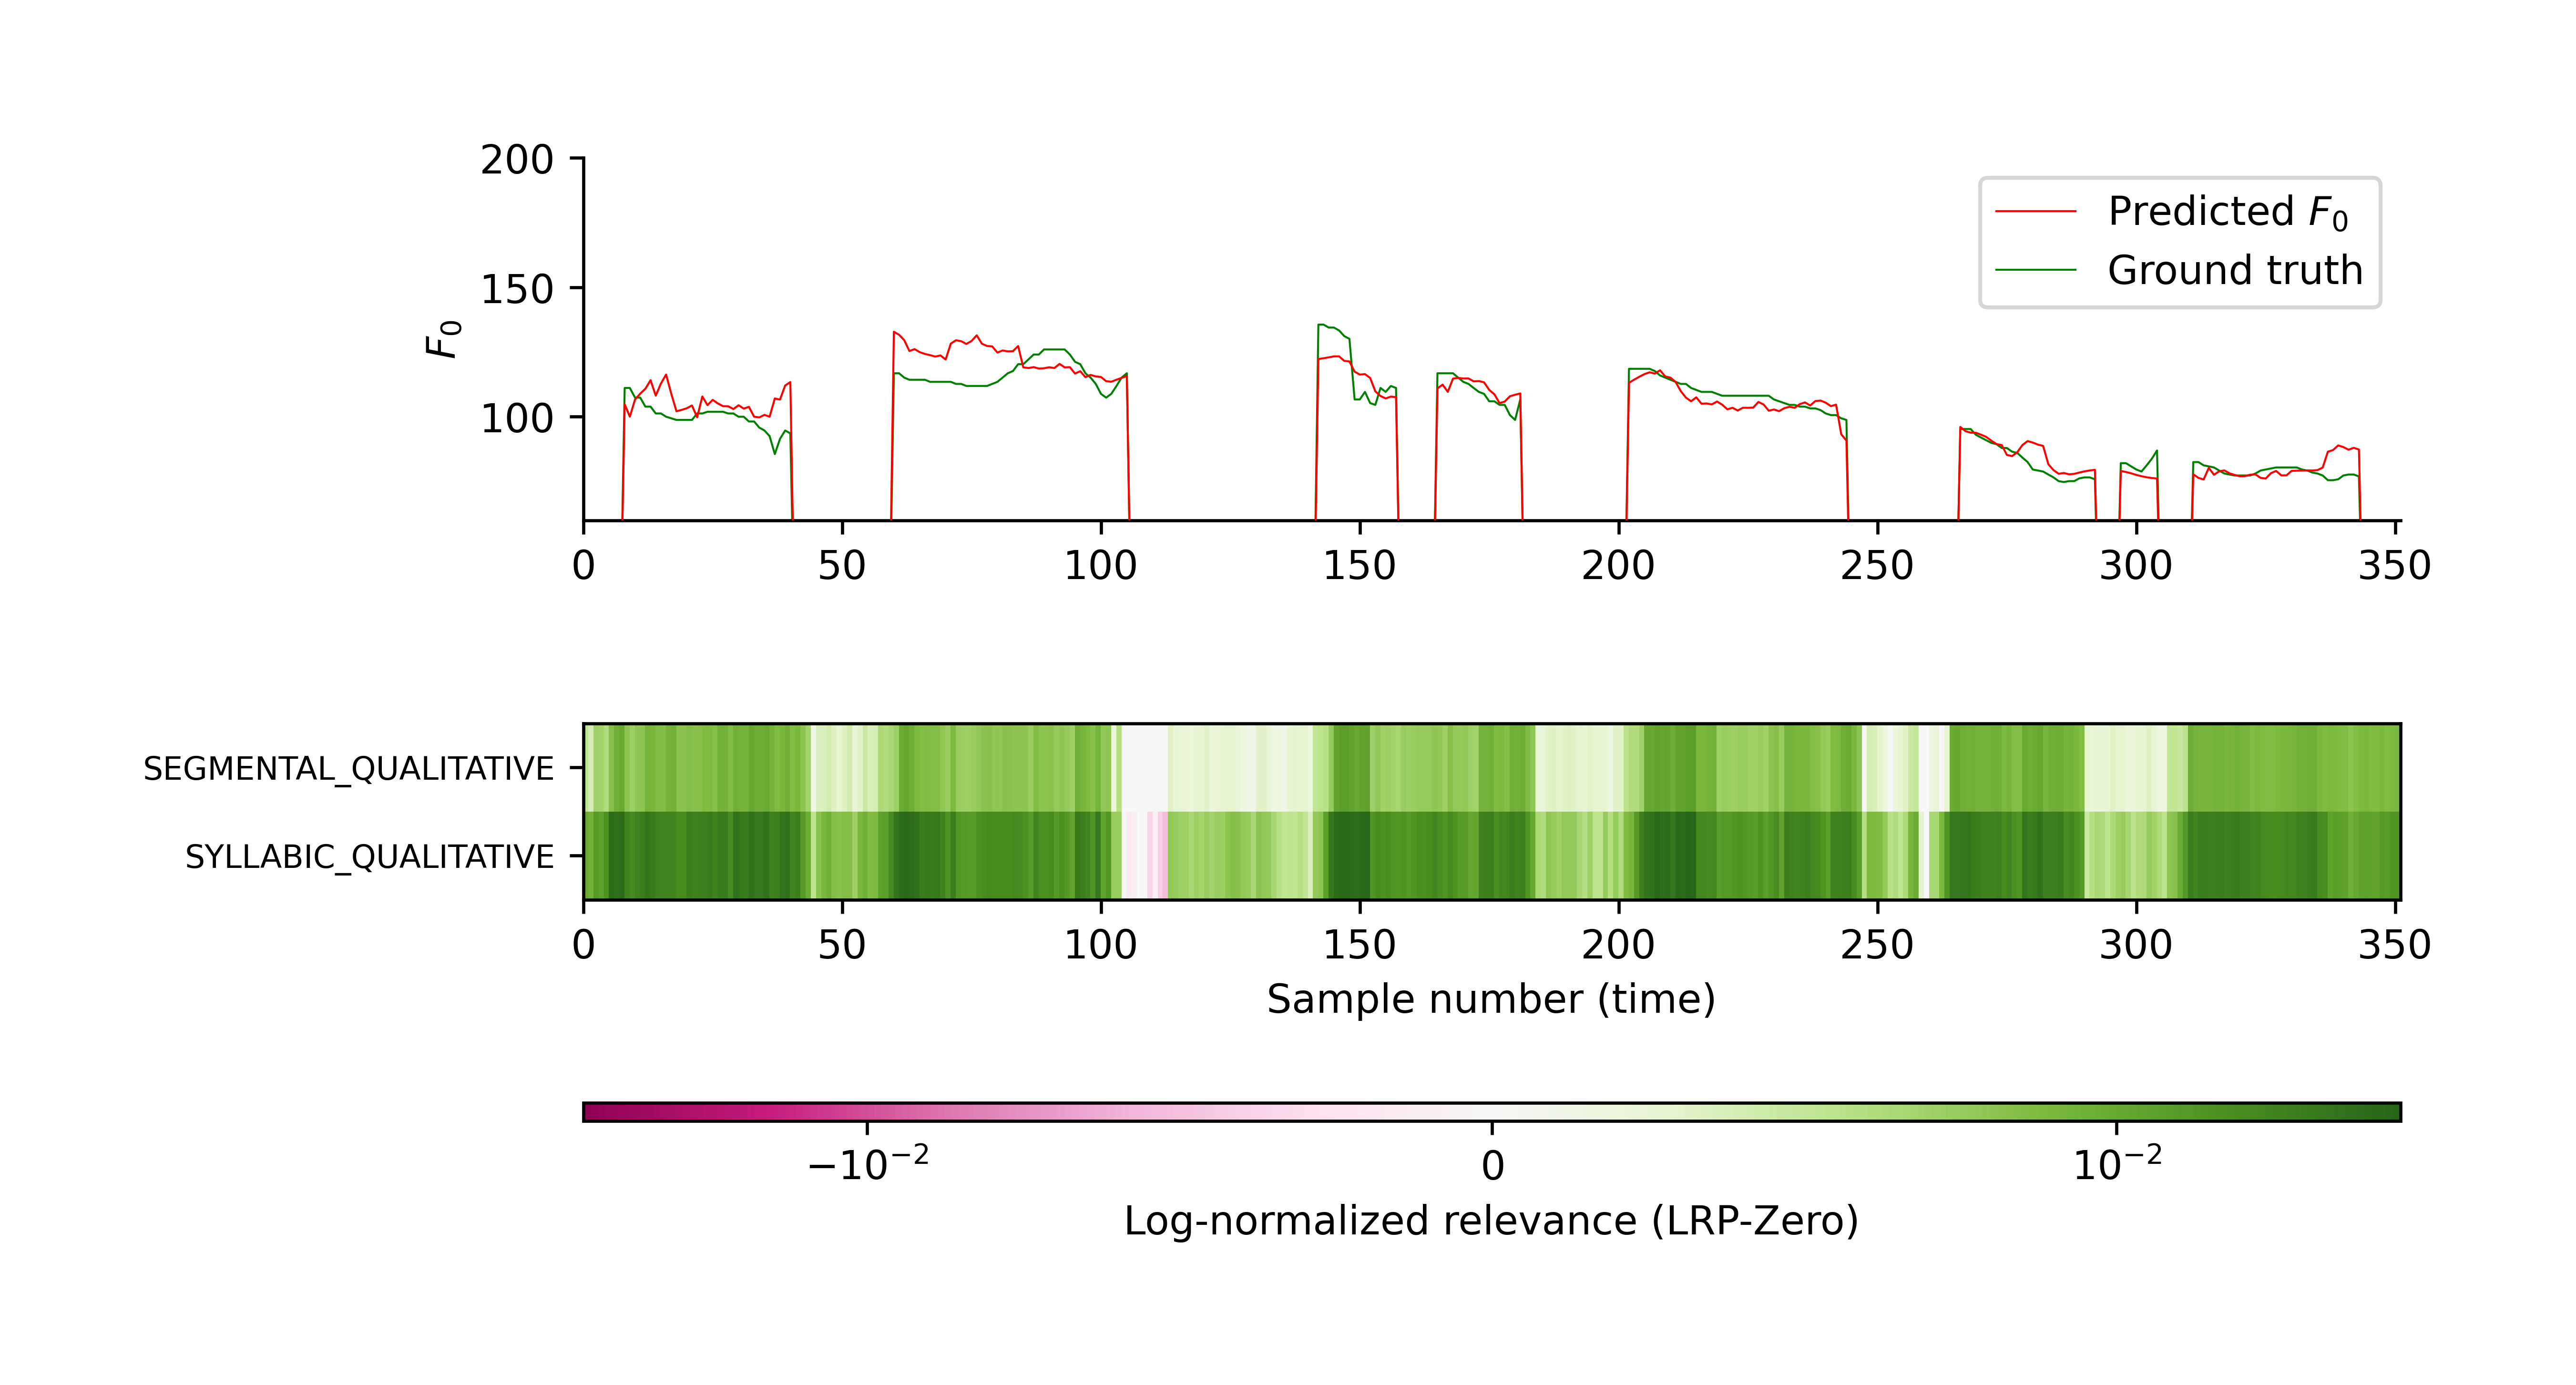 200
150
100
F₀
Predicted F₀
Ground truth
0 50 100 150 200 250 300 350
SEGMENTAL_QUALITATIVE
SYLLABIC_QUALITATIVE
0 50 100 150 200 250 300 350
Sample number (time)
−10⁻² 0 10⁻²
Log-normalized relevance (LRP-Zero)